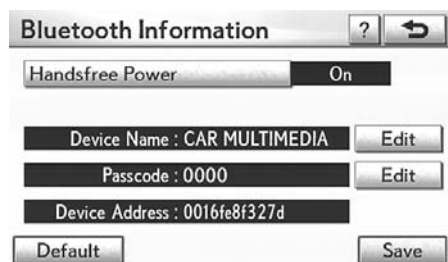 Bluetooth Information ?
Handsfree Power On
Device Name : CAR MULTIMEDIA Edit
Passcode : 0000 Edit
Device Address : 0016fe8f327d
Default Save